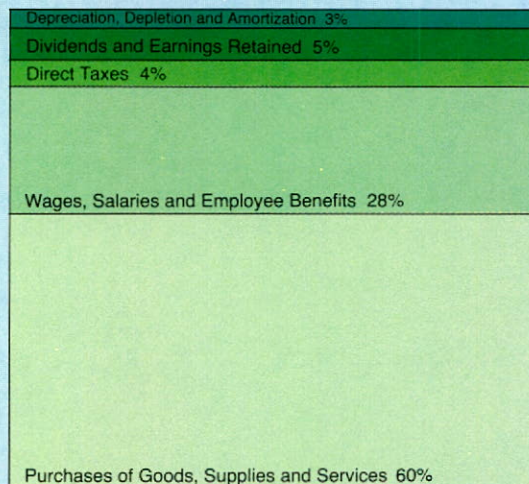 Depreciation, Depletion and Amortization 3%
Dividends and Earnings Retained 5%
Direct Taxes 4%
Wages, Salaries and Employee Benefits 28%
Purchases of Goods, Supplies and Services 60%